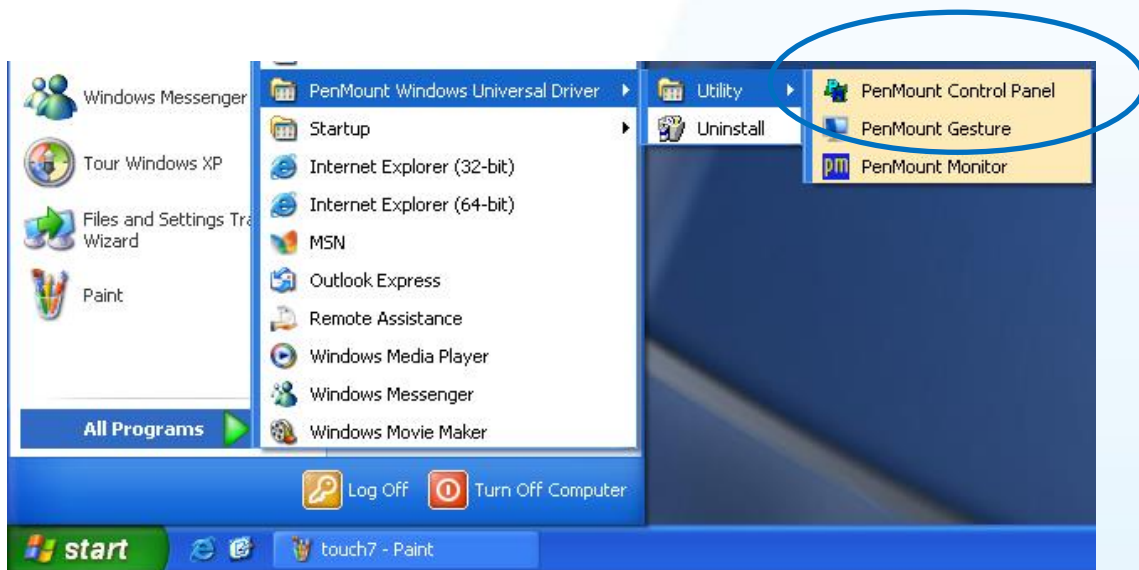 Windows Messenger
Tour Windows XP
Files and Settings Tra
Wizard
Paint
All Programs
PenMount Windows Universal Driver
Startup
Internet Explorer (32-bit)
Internet Explorer (64-bit)
MSN
Outlook Express
Remote Assistance
Windows Media Player
Windows Messenger
Windows Movie Maker
Utility
Uninstall
PenMount Control Panel
PenMount Gesture
pm PenMount Monitor
Log Off
Turn Off Computer
start
touch7 - Paint